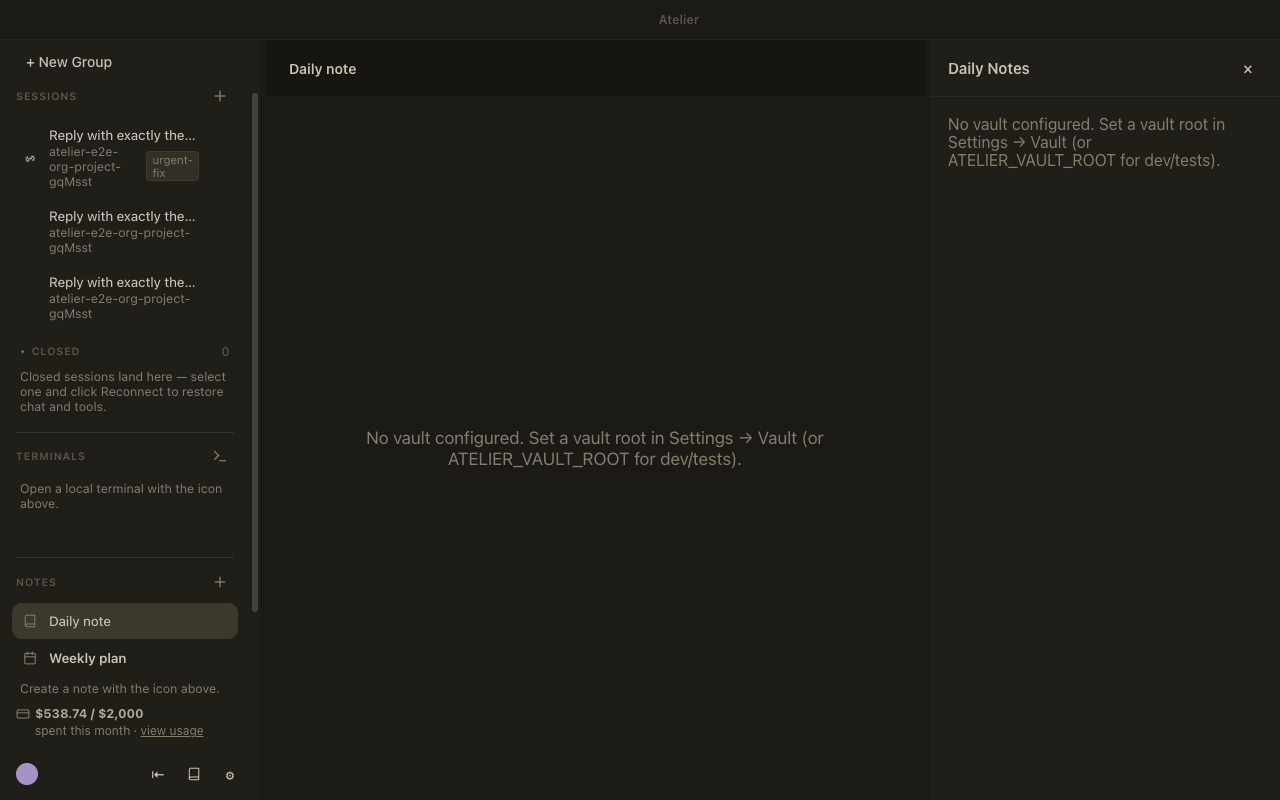 Atelier
+ New Group
SESSIONS
Reply with exactly the...
atelier-e2e-
org-project-
gqMsst
urgent-
fix
Reply with exactly the...
atelier-e2e-org-project-
gqMsst
Reply with exactly the...
atelier-e2e-org-project-
gqMsst
CLOSED
0
Closed sessions land here — select
one and click Reconnect to restore
chat and tools.
TERMINALS
Open a local terminal with the icon
above.
NOTES
Daily note
Weekly plan
Create a note with the icon above.
$538.74 / $2,000
spent this month · view usage
Daily note
No vault configured. Set a vault root in Settings → Vault (or
ATELIER_VAULT_ROOT for dev/tests).
Daily Notes
No vault configured. Set a vault root in
Settings → Vault (or
ATELIER_VAULT_ROOT for dev/tests).